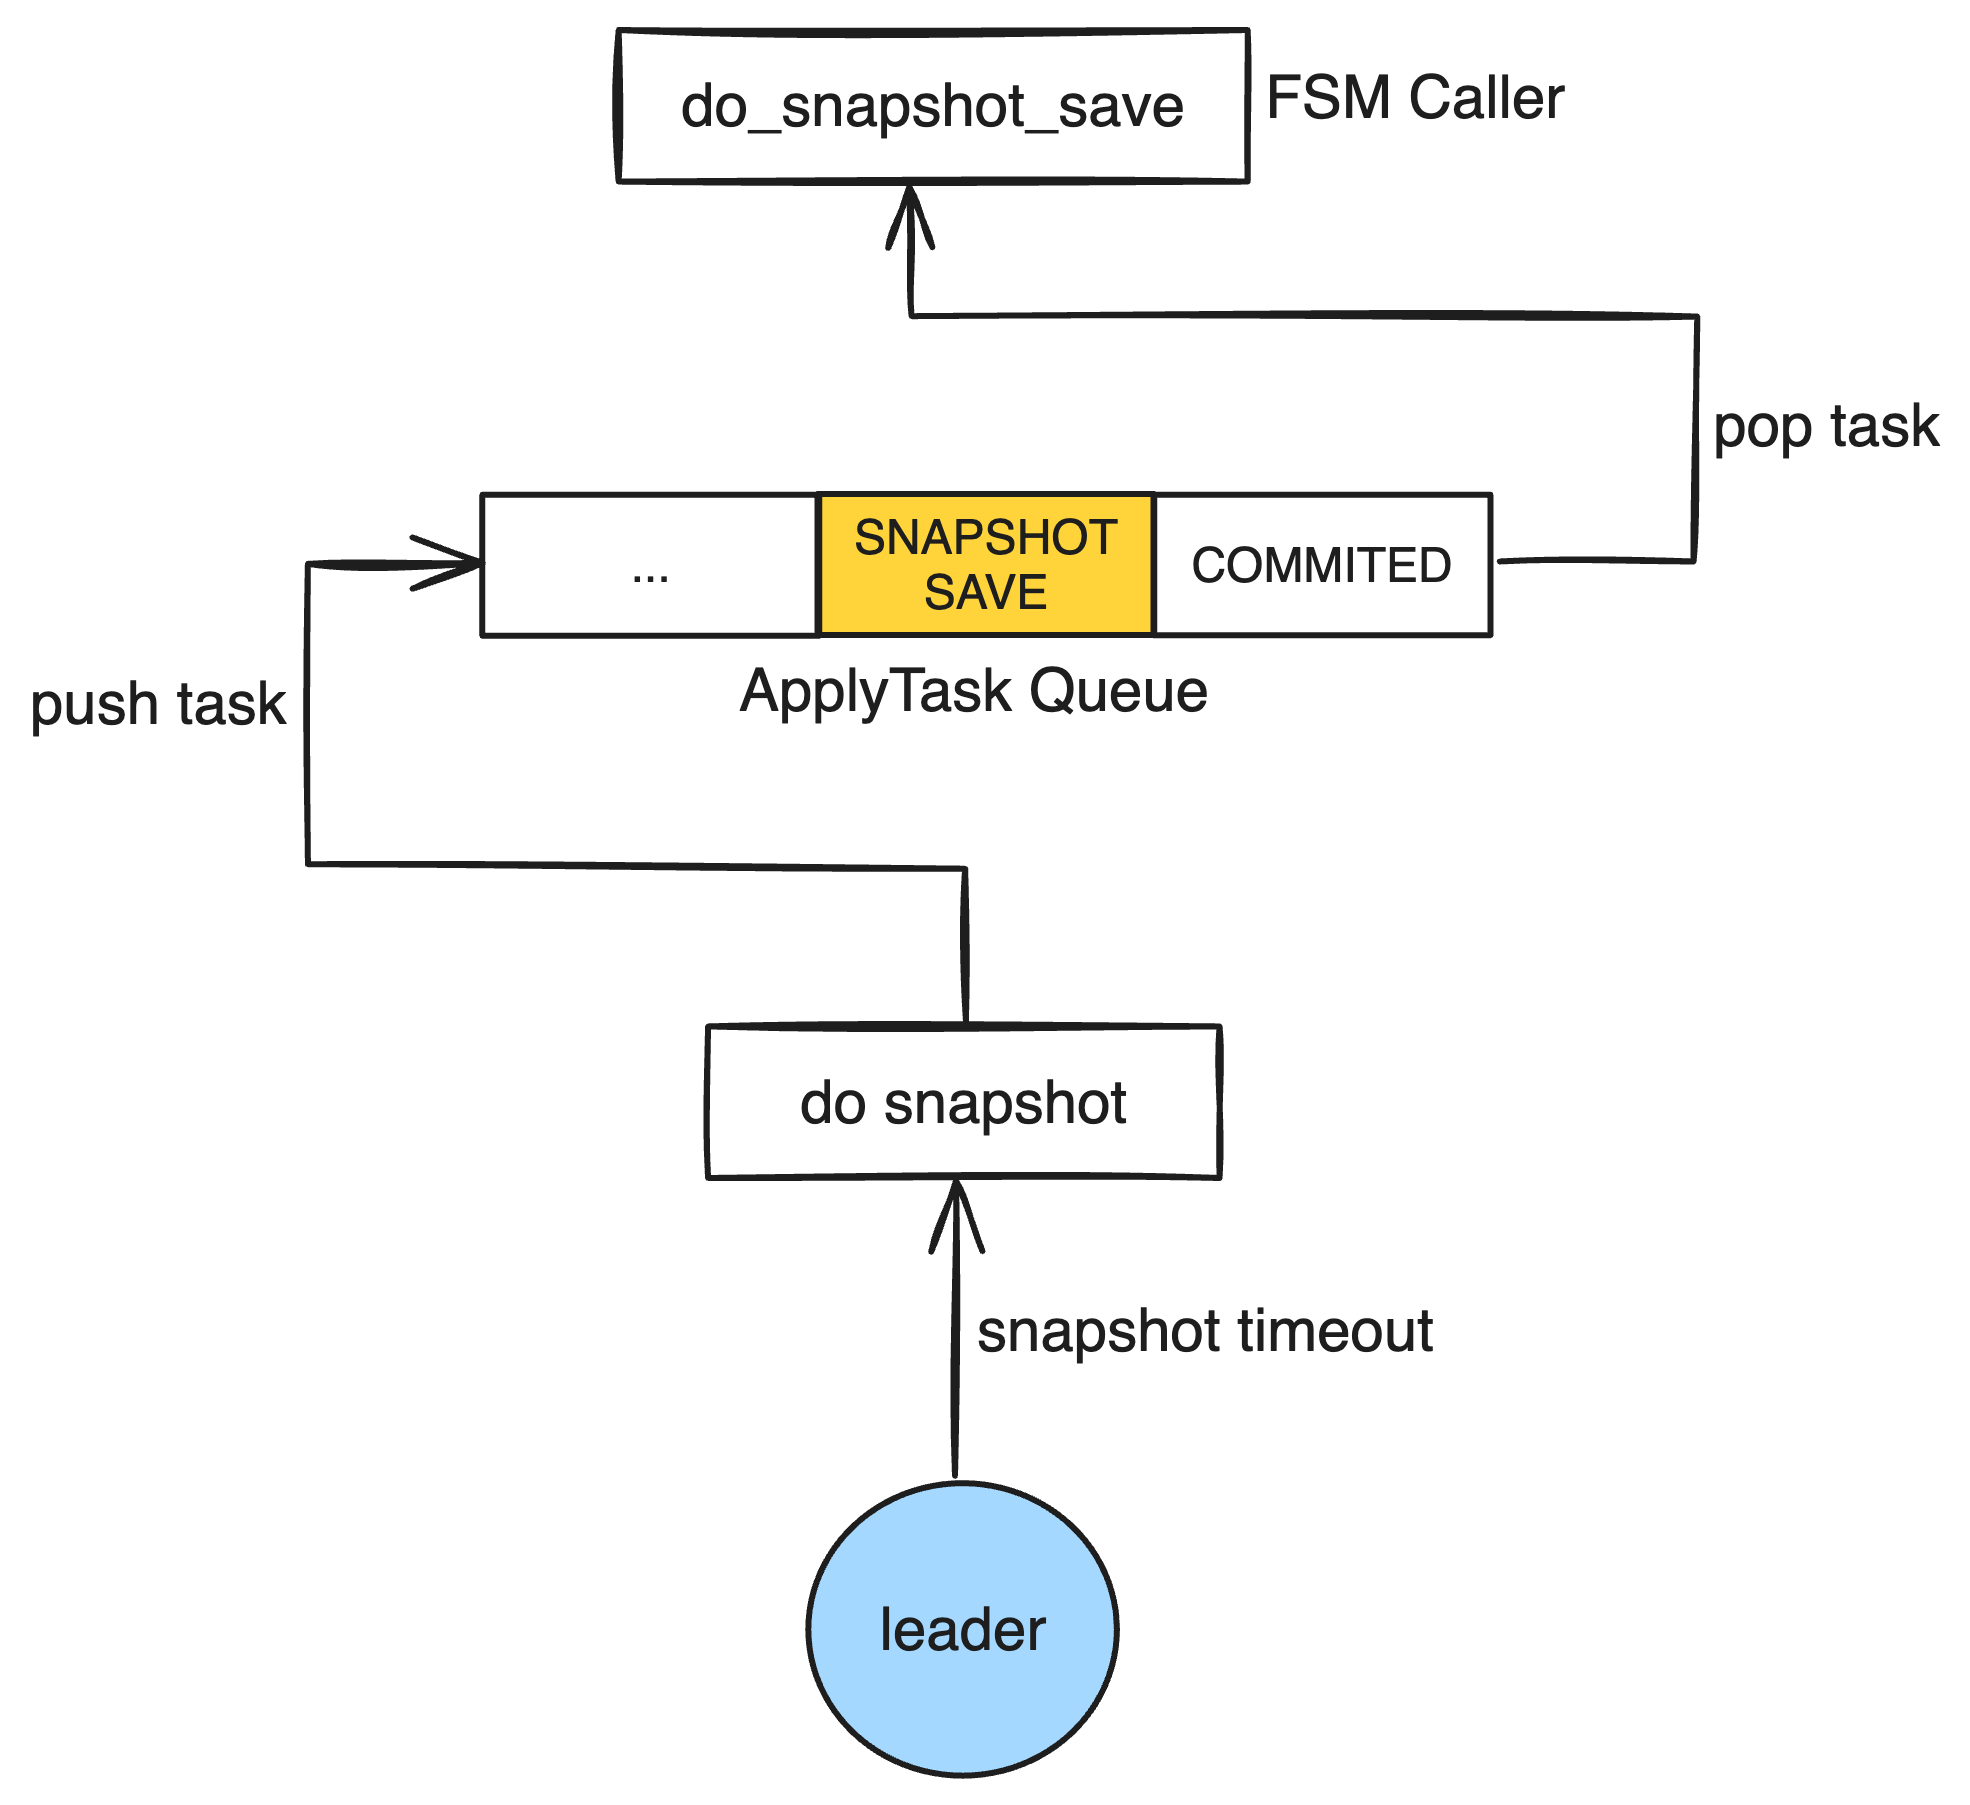 do_snapshot_save
FSM Caller
pop task
...
SNAPSHOT
SAVE
COMMITED
ApplyTask Queue
push task
do snapshot
snapshot timeout
leader